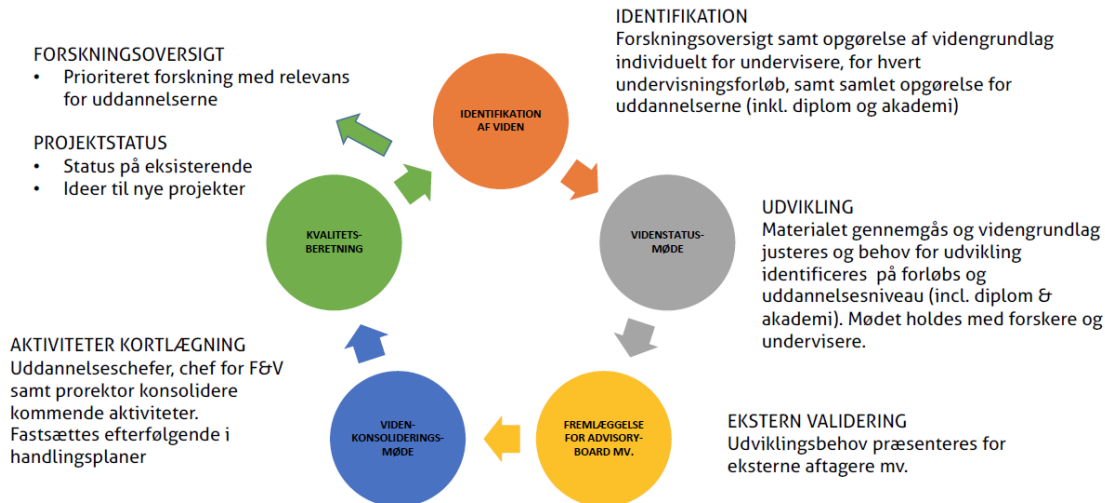 IDENTIFIKATION
Forskningsoversigt samt opgørelse af videngrundlag
individuelt for undervisere, for hvert
undervisningsforløb, samt samlet opgørelse for
uddannelserne (inkl. diplom og akademi)
FORSKNINGSOVERSIGT
• Prioriteret forskning med relevans
for uddannelserne
PROJEKTSTATUS
• Status på eksisterende
• Ideer til nye projekter
IDENTIFIKATION
AF VIDEN
KVALITETS-
BERETNING
VIDENSTATUS-
MØDE
UDVIKLING
Materialet gennemgås og videngrundlag
justeres og behov for udvikling
identificeres på forløbs og
uddannelsesniveau (incl. diplom &
akademi). Mødet holdes med forskere og
undervisere.
AKTIVITETER KORTLÆGNING
Uddannelseschefer, chef for F&V
samt prorektor konsolidere
kommende aktiviteter.
Fastsættes efterfølgende i
handlingsplaner
VIDEN-
KONSOLIDERINGS-
MØDE
FREMLÆGGELSE
FOR ADVISORY-
BOARD MV.
EKSTERN VALIDERING
Udviklingsbehov præsenteres for
eksterne aftagere mv.